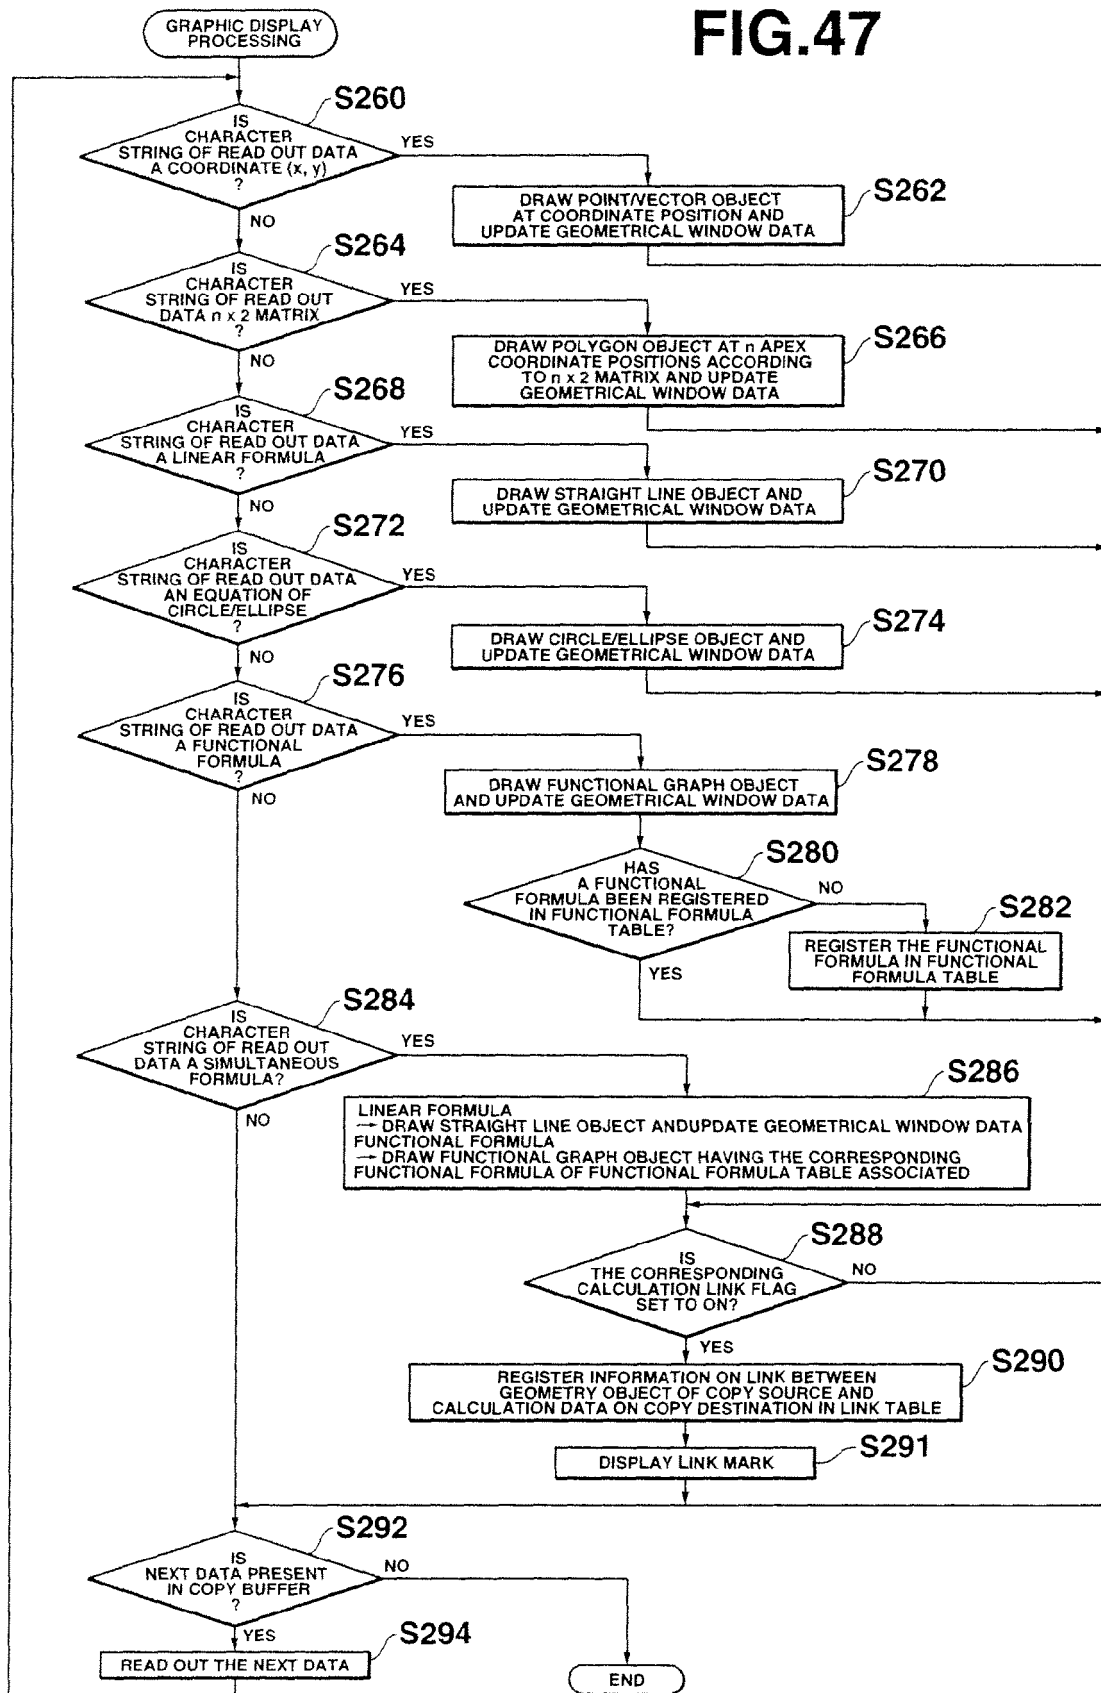 FIG.47
GRAPHIC DISPLAY
PROCESSING
S260
IS
CHARACTER
STRING OF READ OUT DATA
A COORDINATE (x, y)
?
YES
NO
S262
DRAW POINT/VECTOR OBJECT
AT COORDINATE POSITION AND
UPDATE GEOMETRICAL WINDOW DATA
S264
IS
CHARACTER
STRING OF READ OUT
DATA n x 2 MATRIX
?
YES
NO
S266
DRAW POLYGON OBJECT AT n APEX
COORDINATE POSITIONS ACCORDING
TO n x 2 MATRIX AND UPDATE
GEOMETRICAL WINDOW DATA
S268
IS
CHARACTER
STRING OF READ OUT DATA
A LINEAR FORMULA
?
YES
NO
S270
DRAW STRAIGHT LINE OBJECT AND
UPDATE GEOMETRICAL WINDOW DATA
S272
IS
CHARACTER
STRING OF READ OUT DATA
AN EQUATION OF
CIRCLE/ELLIPSE
?
YES
NO
S274
DRAW CIRCLE/ELLIPSE OBJECT AND
UPDATE GEOMETRICAL WINDOW DATA
S276
IS
CHARACTER
STRING OF READ OUT DATA
A FUNCTIONAL
FORMULA
?
YES
NO
S278
DRAW FUNCTIONAL GRAPH OBJECT
AND UPDATE GEOMETRICAL WINDOW DATA
S280
HAS
A FUNCTIONAL
FORMULA BEEN REGISTERED
IN FUNCTIONAL FORMULA
TABLE?
NO
YES
S282
REGISTER THE FUNCTIONAL
FORMULA IN FUNCTIONAL
FORMULA TABLE
S284
IS
CHARACTER
STRING OF READ OUT
DATA A SIMULTANEOUS
FORMULA?
YES
NO
S286
LINEAR FORMULA
→ DRAW STRAIGHT LINE OBJECT ANDUPDATE GEOMETRICAL WINDOW DATA
FUNCTIONAL FORMULA
→ DRAW FUNCTIONAL GRAPH OBJECT HAVING THE CORRESPONDING
FUNCTIONAL FORMULA OF FUNCTIONAL FORMULA TABLE ASSOCIATED
S288
IS
THE CORRESPONDING
CALCULATION LINK FLAG
SET TO ON?
NO
YES
S290
REGISTER INFORMATION ON LINK BETWEEN
GEOMETRY OBJECT OF COPY SOURCE AND
CALCULATION DATA ON COPY DESTINATION IN LINK TABLE
S291
DISPLAY LINK MARK
S292
IS
NEXT DATA PRESENT
IN COPY BUFFER
?
NO
YES
S294
READ OUT THE NEXT DATA
END